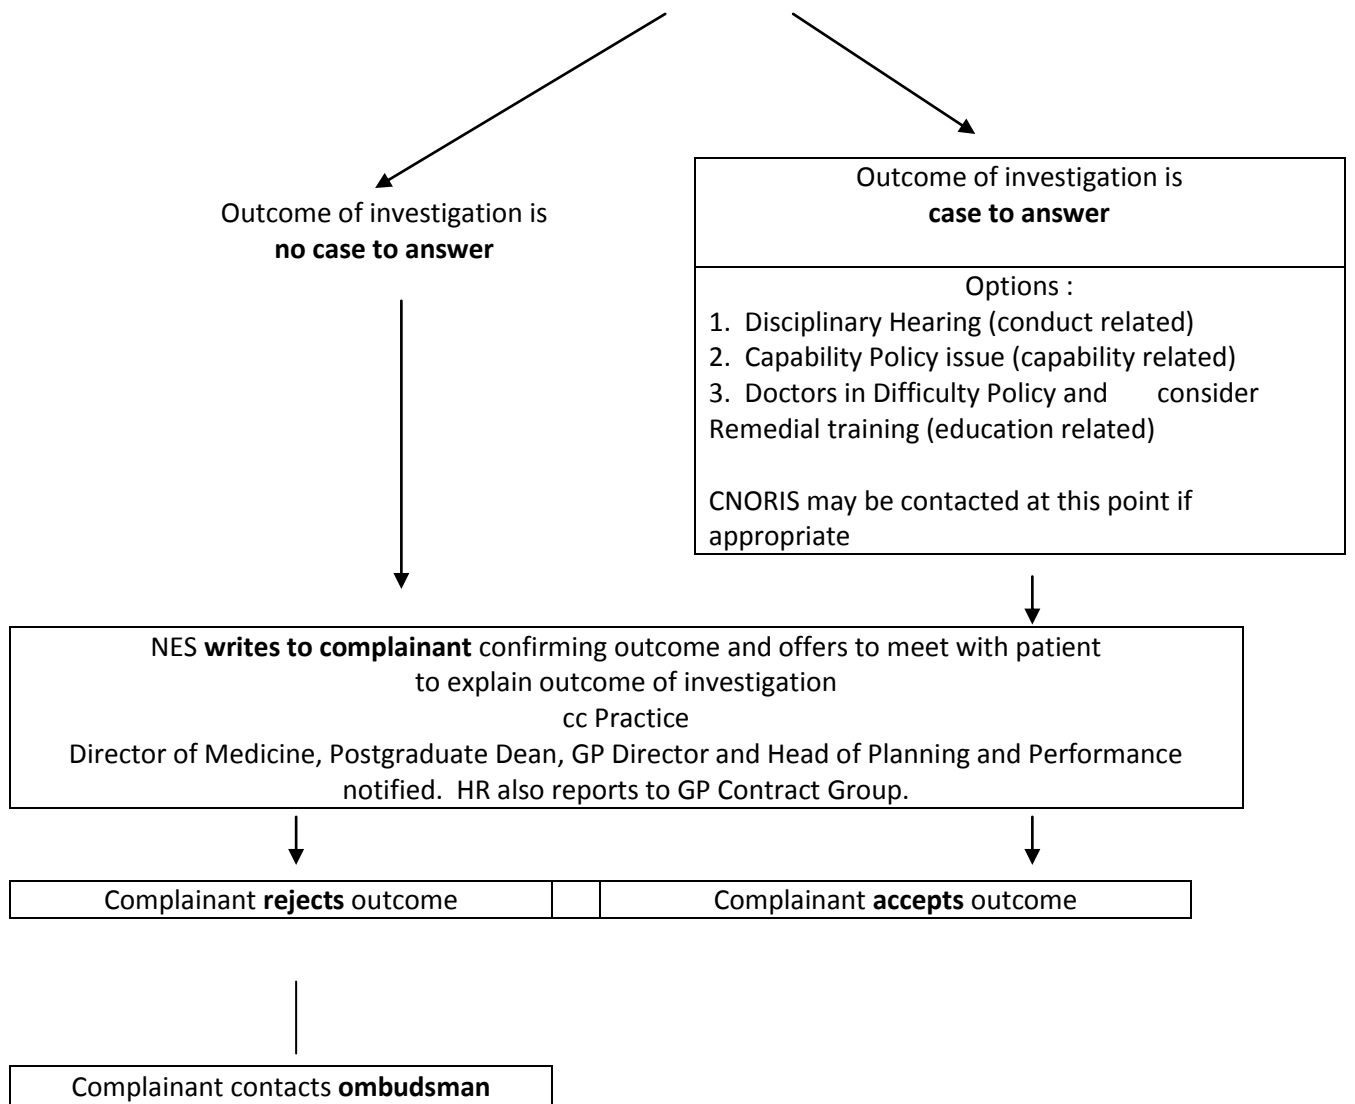 Outcome of investigation is
no case to answer
Outcome of investigation is
case to answer
Options :
1. Disciplinary Hearing (conduct related)
2. Capability Policy issue (capability related)
3. Doctors in Difficulty Policy and consider
Remedial training (education related)
CNORIS may be contacted at this point if
appropriate
NES writes to complainant confirming outcome and offers to meet with patient
to explain outcome of investigation
cc Practice
Director of Medicine, Postgraduate Dean, GP Director and Head of Planning and Performance
notified. HR also reports to GP Contract Group.
Complainant rejects outcome
Complainant accepts outcome
Complainant contacts ombudsman